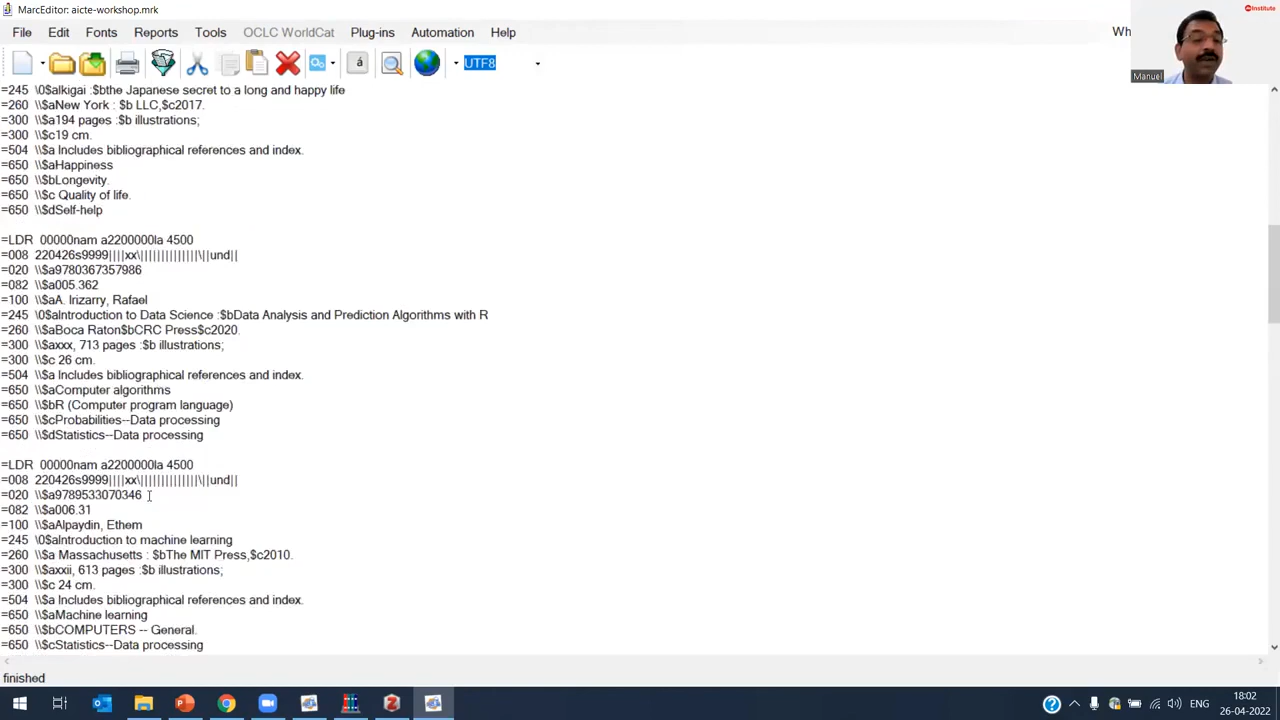 MarcEditor: aicte-workshop.mrk
Institute
File Edit Fonts Reports Tools OCLC WorldCat Plug-ins Automation Help
Wh
Manuel
UTF8
=245 \0$aIkigai :$bthe Japanese secret to a long and happy life
=260 \\$aNew York : $b LLC,$c2017.
=300 \\$a194 pages :$b illustrations;
=300 \\$c19 cm.
=504 \\$a Includes bibliographical references and index.
=650 \\$aHappiness
=650 \\$bLongevity.
=650 \\$c Quality of life.
=650 \\$dSelf-help
=LDR 00000nam a2200000Ia 4500
=008 220426s9999||||xx\||||||||||||||\||und||
=020 \\$a9780367357986
=082 \\$a005.362
=100 \\$aA. Irizarry, Rafael
=245 \0$aIntroduction to Data Science :$bData Analysis and Prediction Algorithms with R
=260 \\$aBoca Raton$bCRC Press$c2020.
=300 \\$axxx, 713 pages :$b illustrations;
=300 \\$c 26 cm.
=504 \\$a Includes bibliographical references and index.
=650 \\$aComputer algorithms
=650 \\$bR (Computer program language)
=650 \\$cProbabilities--Data processing
=650 \\$dStatistics--Data processing
=LDR 00000nam a2200000Ia 4500
=008 220426s9999||||xx\||||||||||||||\||und||
=020 \\$a9789533070346
=082 \\$a006.31
=100 \\$aAlpaydin, Ethem
=245 \0$aIntroduction to machine learning
=260 \\$a Massachusetts : $bThe MIT Press,$c2010.
=300 \\$axxii, 613 pages :$b illustrations;
=300 \\$c 24 cm.
=504 \\$a Includes bibliographical references and index.
=650 \\$aMachine learning
=650 \\$bCOMPUTERS -- General.
=650 \\$cStatistics--Data processing
finished
ENG
18:02
26-04-2022